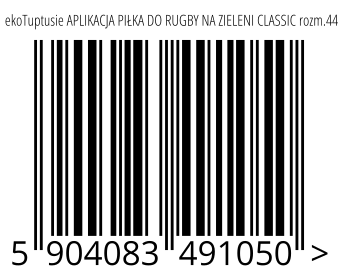 ekoTuptusie APLIKACJA PIŁKA DO RUGBY NA ZIELENI CLASSIC rozm.44
5 904083 491050 >